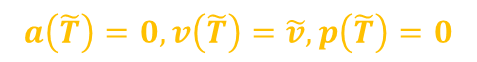 a(T̃) = 0, v(T̃) = ṽ, p(T̃) = 0